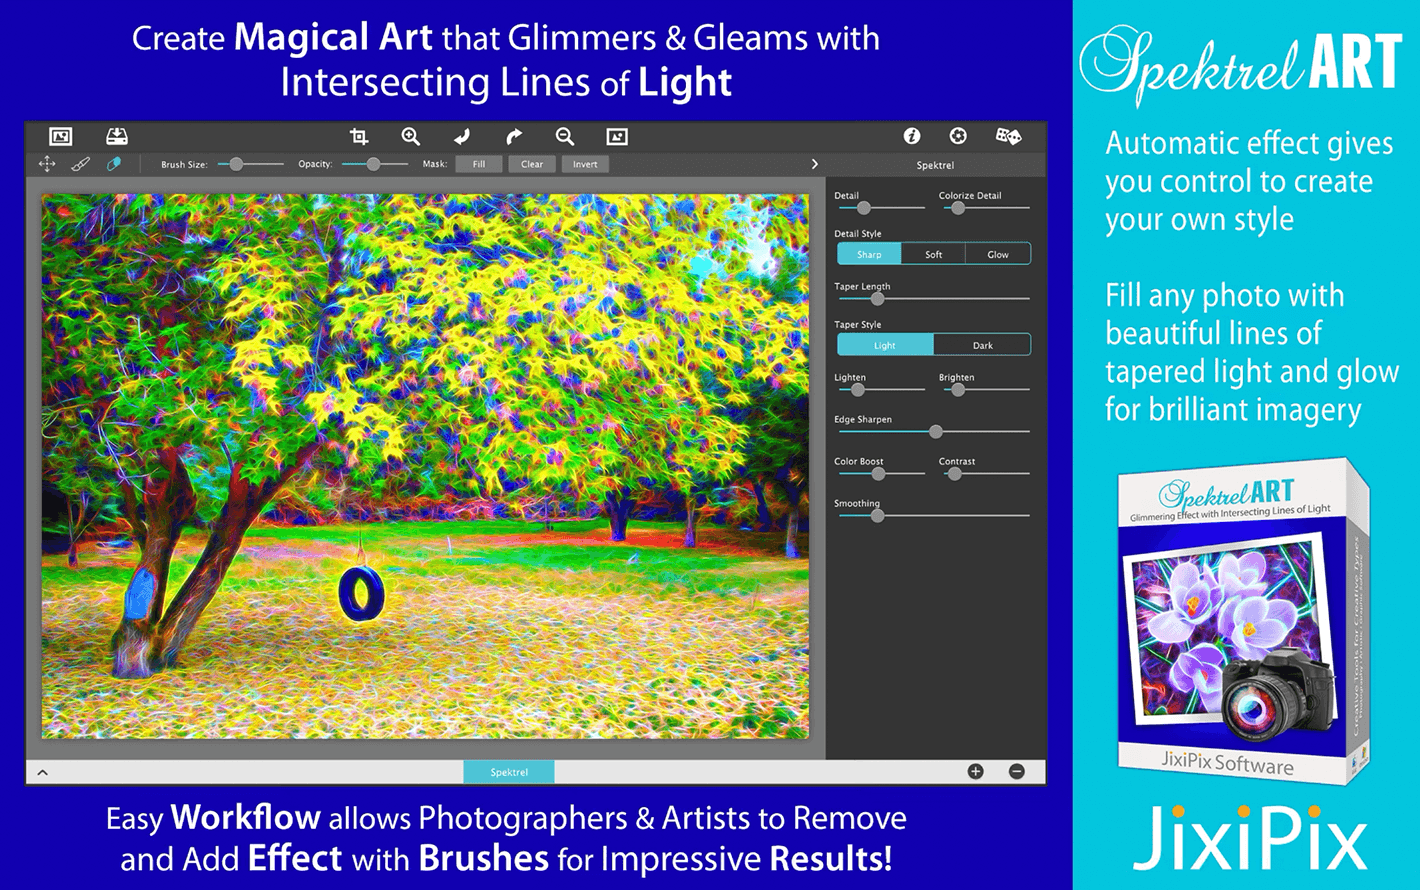 Create Magical Art that Glimmers & Gleams with
Intersecting Lines of Light
Brush Size:
Opacity:
Mask:
Fill
Clear
Invert
Spektrel
Detail
Colorize Detail
Detail Style
Sharp
Soft
Glow
Taper Length
Taper Style
Light
Dark
Lighten
Brighten
Edge Sharpen
Color Boost
Contrast
Smoothing
Spektrel
Easy Workflow allows Photographers & Artists to Remove
and Add Effect with Brushes for Impressive Results!
Spektrel ART
Automatic effect gives
you control to create
your own style
Fill any photo with
beautiful lines of
tapered light and glow
for brilliant imagery
Spektrel ART
Glimmering Effect with Intersecting Lines of Light
Creative Tools for Creative Types
JixiPix Software
JixiPix